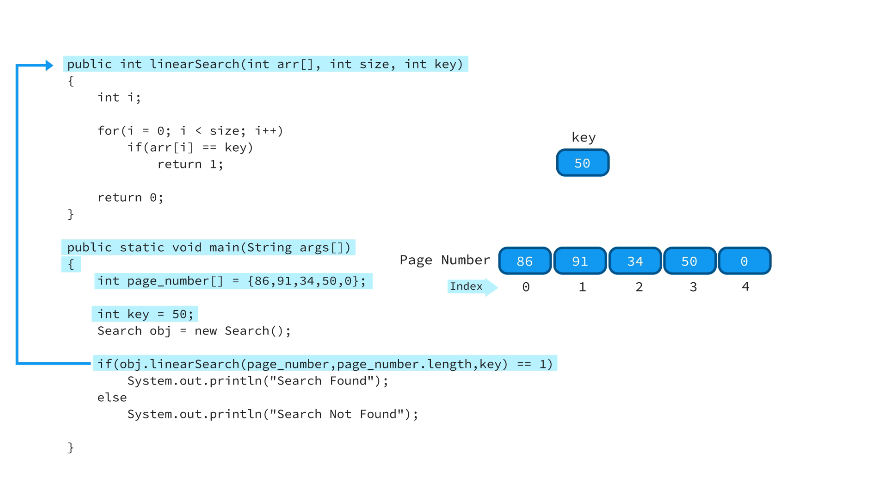 public int linearSearch(int arr[], int size, int key)
{
int i;
for(i = 0; i < size; i++)
if(arr[i] == key)
return 1;
return 0;
}
public static void main(String args[])
{
int page_number[] = {86,91,34,50,0};
int key = 50;
Search obj = new Search();
if(obj.linearSearch(page_number,page_number.length,key) == 1)
System.out.println("Search Found");
else
System.out.println("Search Not Found");
}
key
50
Page Number 86 91 34 50 0
Index 0 1 2 3 4